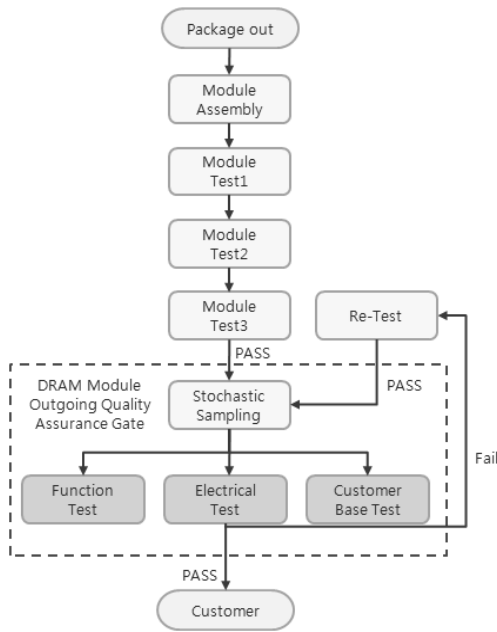 Package out
Module
Assembly
Module
Test1
Module
Test2
Module
Test3
Re-Test
PASS
PASS
DRAM Module
Outgoing Quality
Assurance Gate
Stochastic
Sampling
Fail
Function
Test
Electrical
Test
Customer
Base Test
PASS
Customer